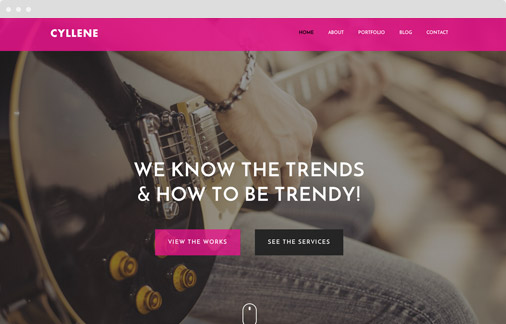 CYLLENE
HOME ABOUT PORTFOLIO BLOG CONTACT
WE KNOW THE TRENDS
& HOW TO BE TRENDY!
VIEW THE WORKS SEE THE SERVICES